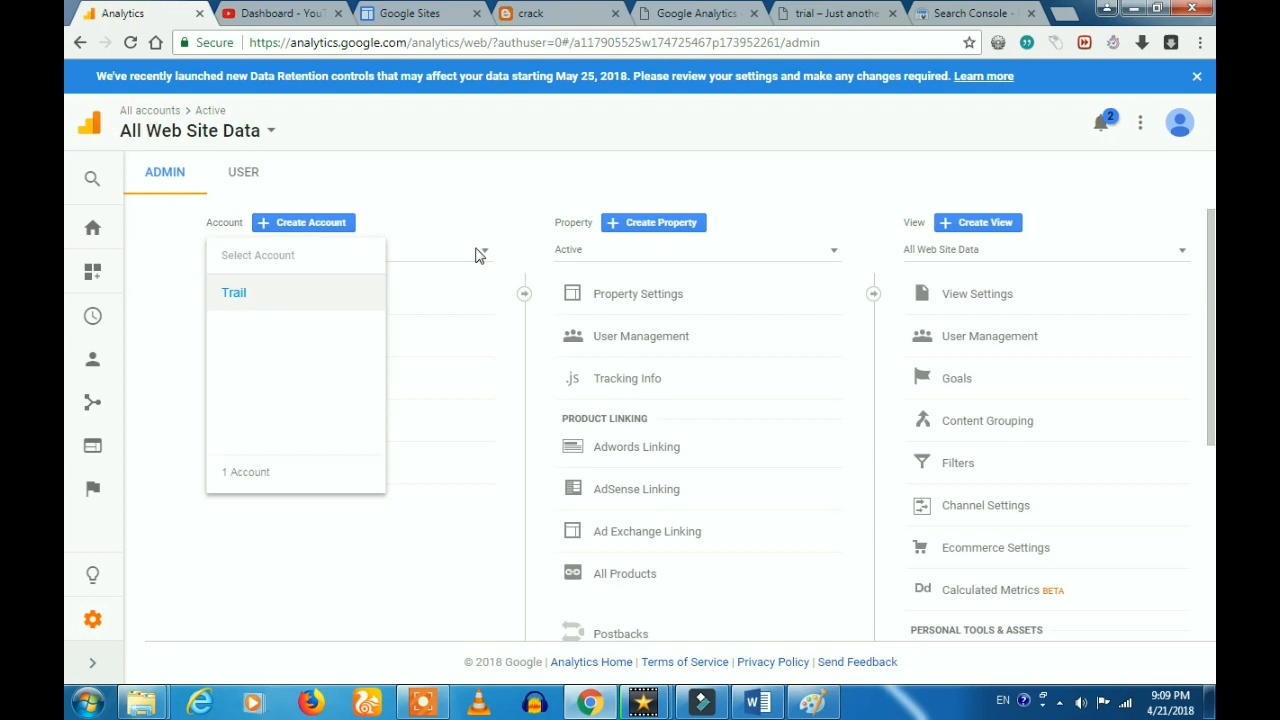 Analytics
Dashboard - YouT
Google Sites
crack
Google Analytics -
trial – Just anothe
Search Console -
Secure
https://analytics.google.com/analytics/web/?authuser=0#/a117905525w174725467p173952261/admin
We've recently launched new Data Retention controls that may affect your data starting May 25, 2018. Please review your settings and make any changes required. Learn more
All accounts > Active
All Web Site Data
2
ADMIN
USER
Account
Create Account
Select Account
Trail
1 Account
Property
Create Property
Active
Property Settings
User Management
.js Tracking Info
PRODUCT LINKING
Adwords Linking
AdSense Linking
Ad Exchange Linking
All Products
Postbacks
View
Create View
All Web Site Data
View Settings
User Management
Goals
Content Grouping
Filters
Channel Settings
Ecommerce Settings
Dd Calculated Metrics BETA
PERSONAL TOOLS & ASSETS
© 2018 Google | Analytics Home | Terms of Service | Privacy Policy | Send Feedback
EN
9:09 PM
4/21/2018